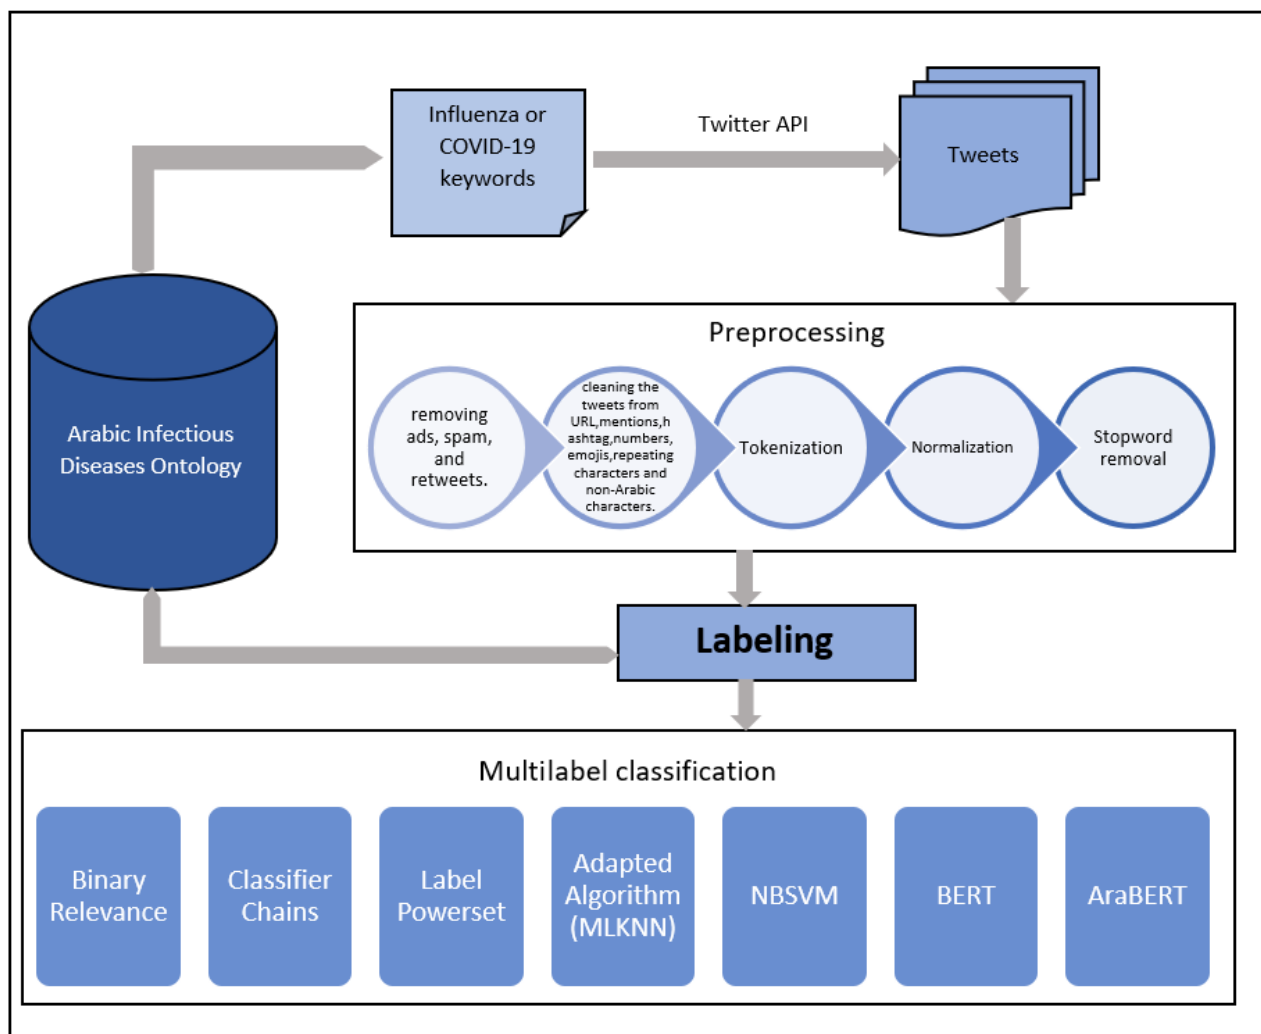 Influenza or
COVID-19
keywords
Twitter API
Tweets
Arabic Infectious
Diseases Ontology
Preprocessing
removing
ads, spam,
and
retweets.
cleaning the
tweets from
URL,mentions,h
ashtag,numbers,
emojis,repeating
characters and
non-Arabic
characters.
Tokenization
Normalization
Stopword
removal
Labeling
Multilabel classification
Binary
Relevance
Classifier
Chains
Label
Powerset
Adapted
Algorithm
(MLKNN)
NBSVM
BERT
AraBERT